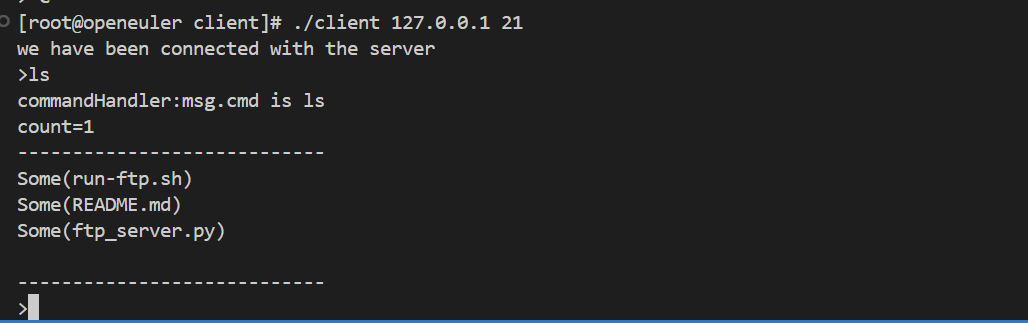 [root@openeuler client]# ./client 127.0.0.1 21
we have been connected with the server
>ls
commandHandler:msg.cmd is ls
count=1
----------------------------
Some(run-ftp.sh)
Some(README.md)
Some(ftp_server.py)
----------------------------
>